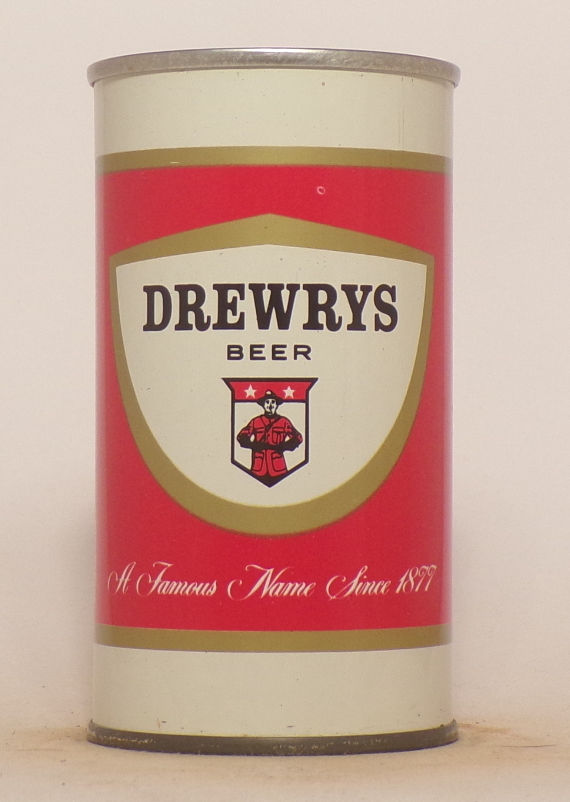 DREWRYS
BEER
A Famous Name Since 1877